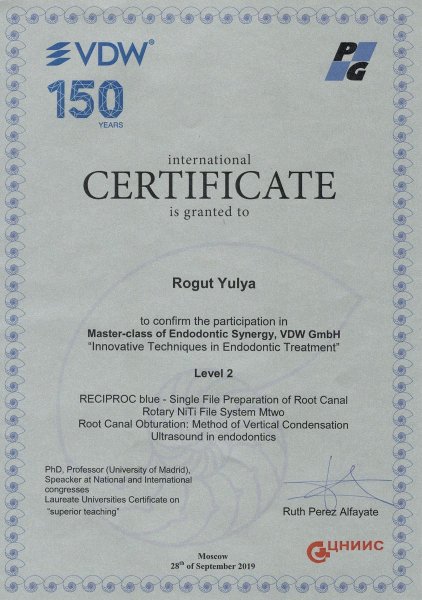 VDW®
P
G
150
YEARS
international
CERTIFICATE
is granted to
Rogut Yulya
to confirm the participation in
Master-class of Endodontic Synergy, VDW GmbH
“Innovative Techniques in Endodontic Treatment”
Level 2
RECIPROC blue - Single File Preparation of Root Canal
Rotary NiTi File System Mtwo
Root Canal Obturation: Method of Vertical Condensation
Ultrasound in endodontics
PhD, Professor (University of Madrid),
Speacker at National and International
congresses
Laureate Universities Certificate on
“superior teaching”
Ruth Perez Alfayate
ЦНИИС
Moscow
28th of September 2019